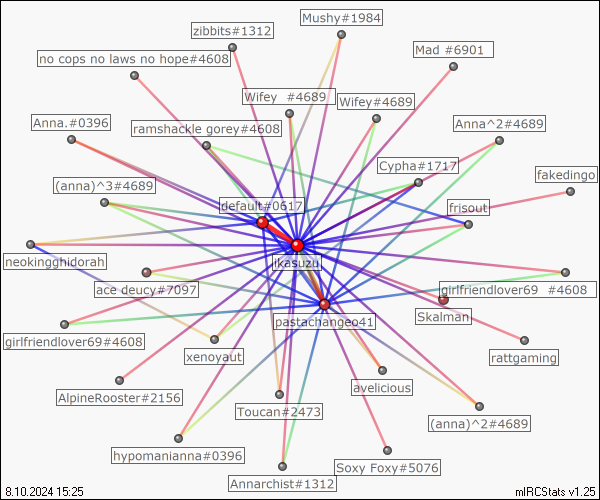 Mushy#1984
zibbits#1312
Mad #6901
no cops no laws no hope#4608
Wifey  #4689
Wifey#4689
Anna.#0396
ramshackle gorey#4608
Anna^2#4689
Cypha#1717
fakedingo
(anna)^3#4689
default#0617
frisout
neokingghidorah
jkasuzu
ace deucy#7097
girlfriendlover69  #4608
Skalman
pastachangeo41
girlfriendlover69#4608
xenoyaut
rattgaming
avelicious
AlpineRooster#2156
Toucan#2473
(anna)^2#4689
hypomanianna#0396
Soxy Foxy#5076
Annarchist#1312
8.10.2024 15:25
mIRCStats v1.25